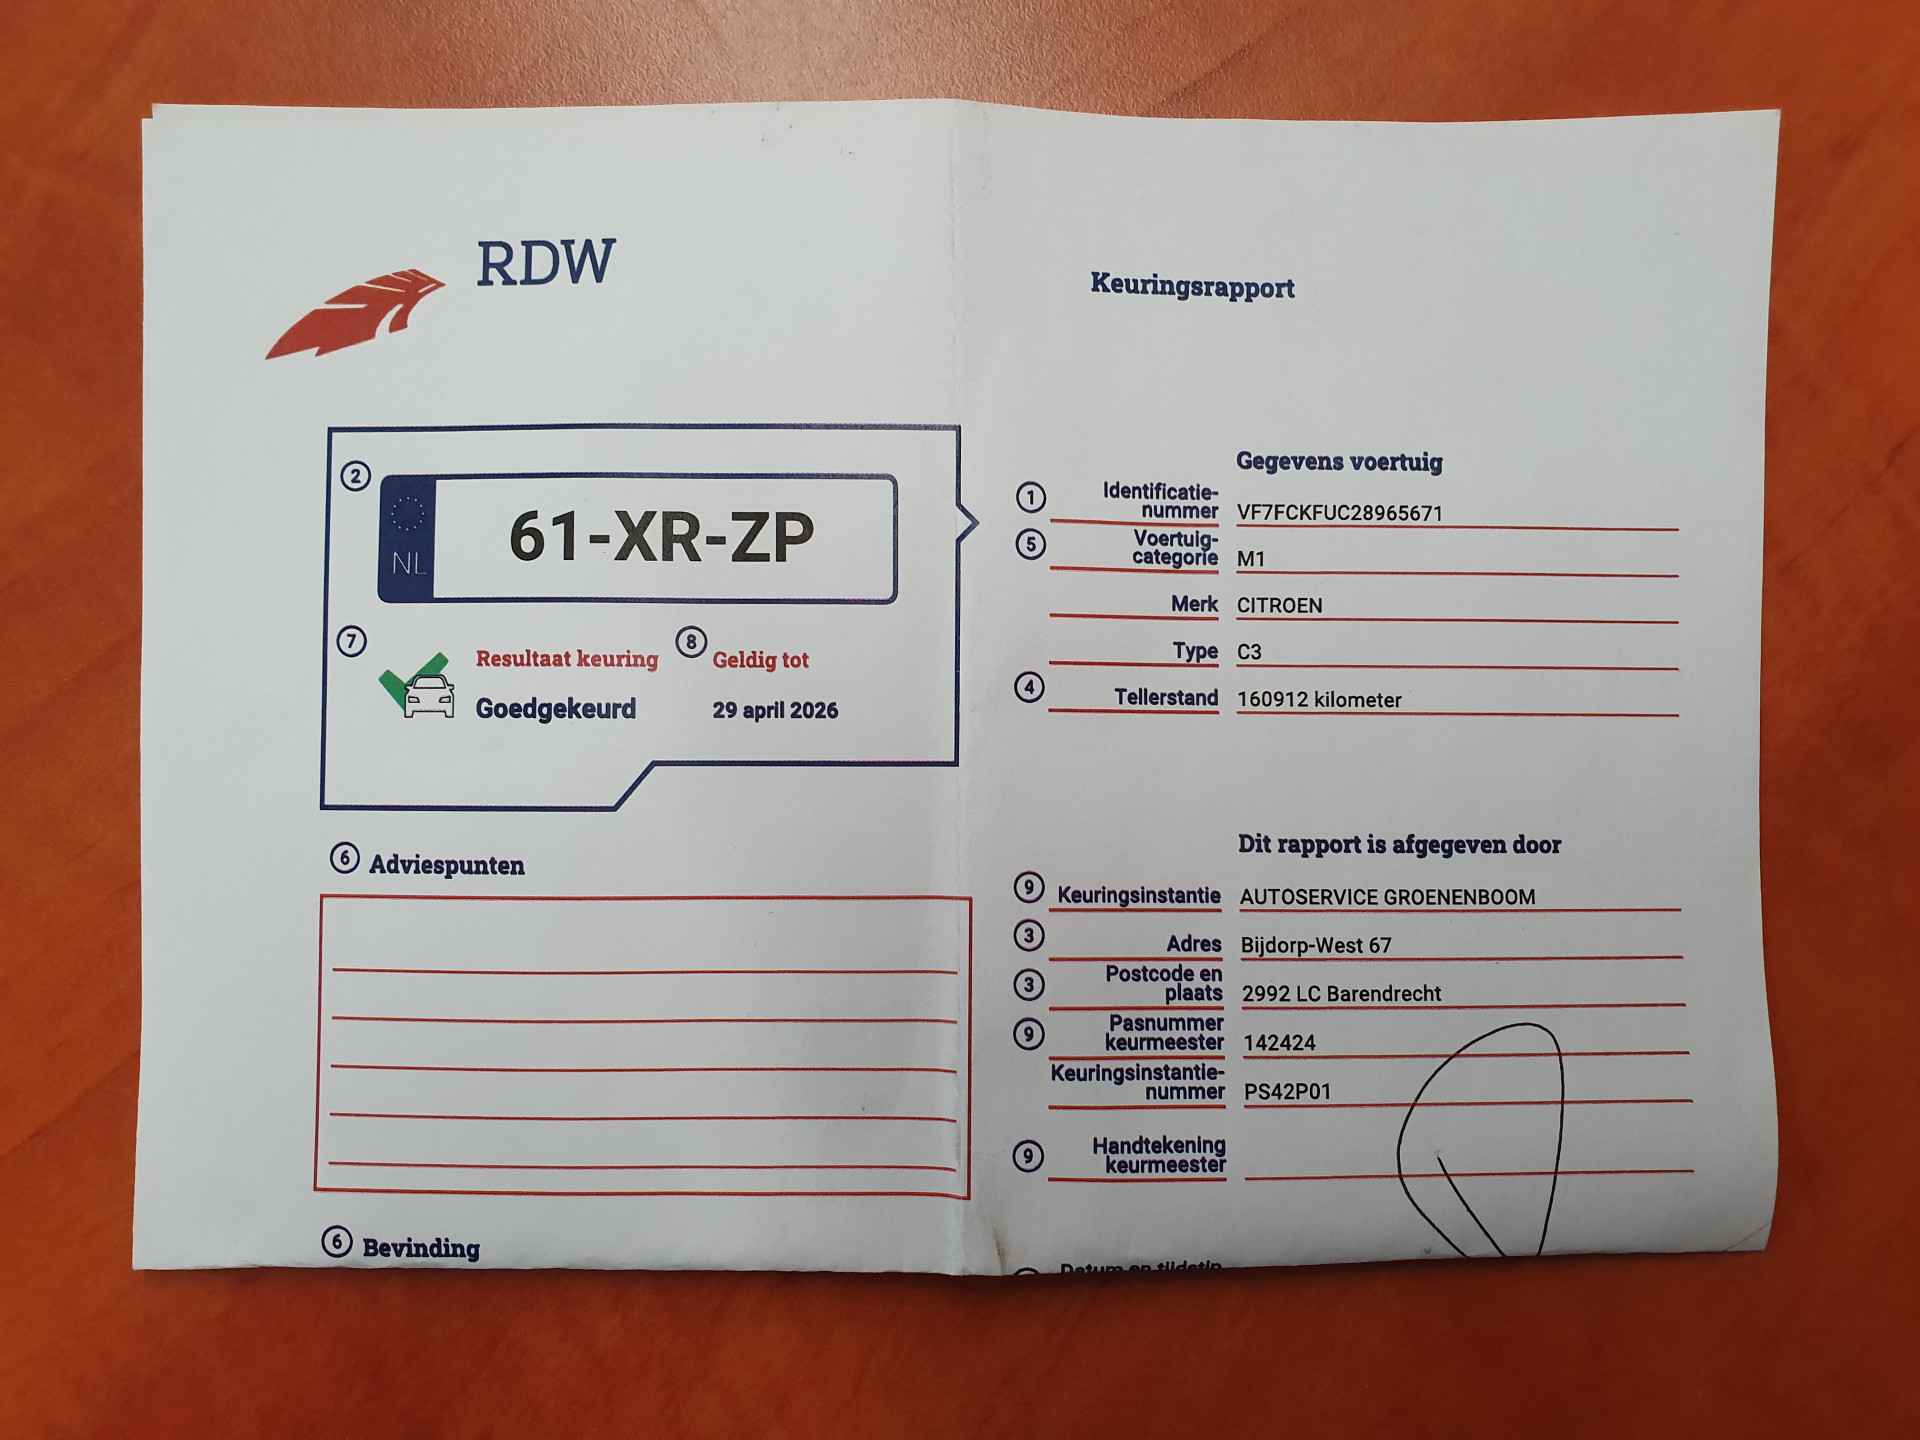 RDW
Keuringsrapport
2
NL
61-XR-ZP
7
Resultaat keuring
Goedgekeurd
8
Geldig tot
29 april 2026
6 Adviespunten
6 Bevinding
Gegevens voertuig
1 Identificatie-
nummer VF7FCKFUC28965671
5 Voertuig-
categorie M1
Merk CITROEN
Type C3
4 Tellerstand 160912 kilometer
Dit rapport is afgegeven door
9 Keuringsinstantie AUTOSERVICE GROENENBOOM
3 Adres Bijdorp-West 67
3 Postcode en
plaats 2992 LC Barendrecht
9 Pasnummer
keurmeester 142424
Keuringsinstantie-
nummer PS42P01
9 Handtekening
keurmeester
Datum en tijdstip